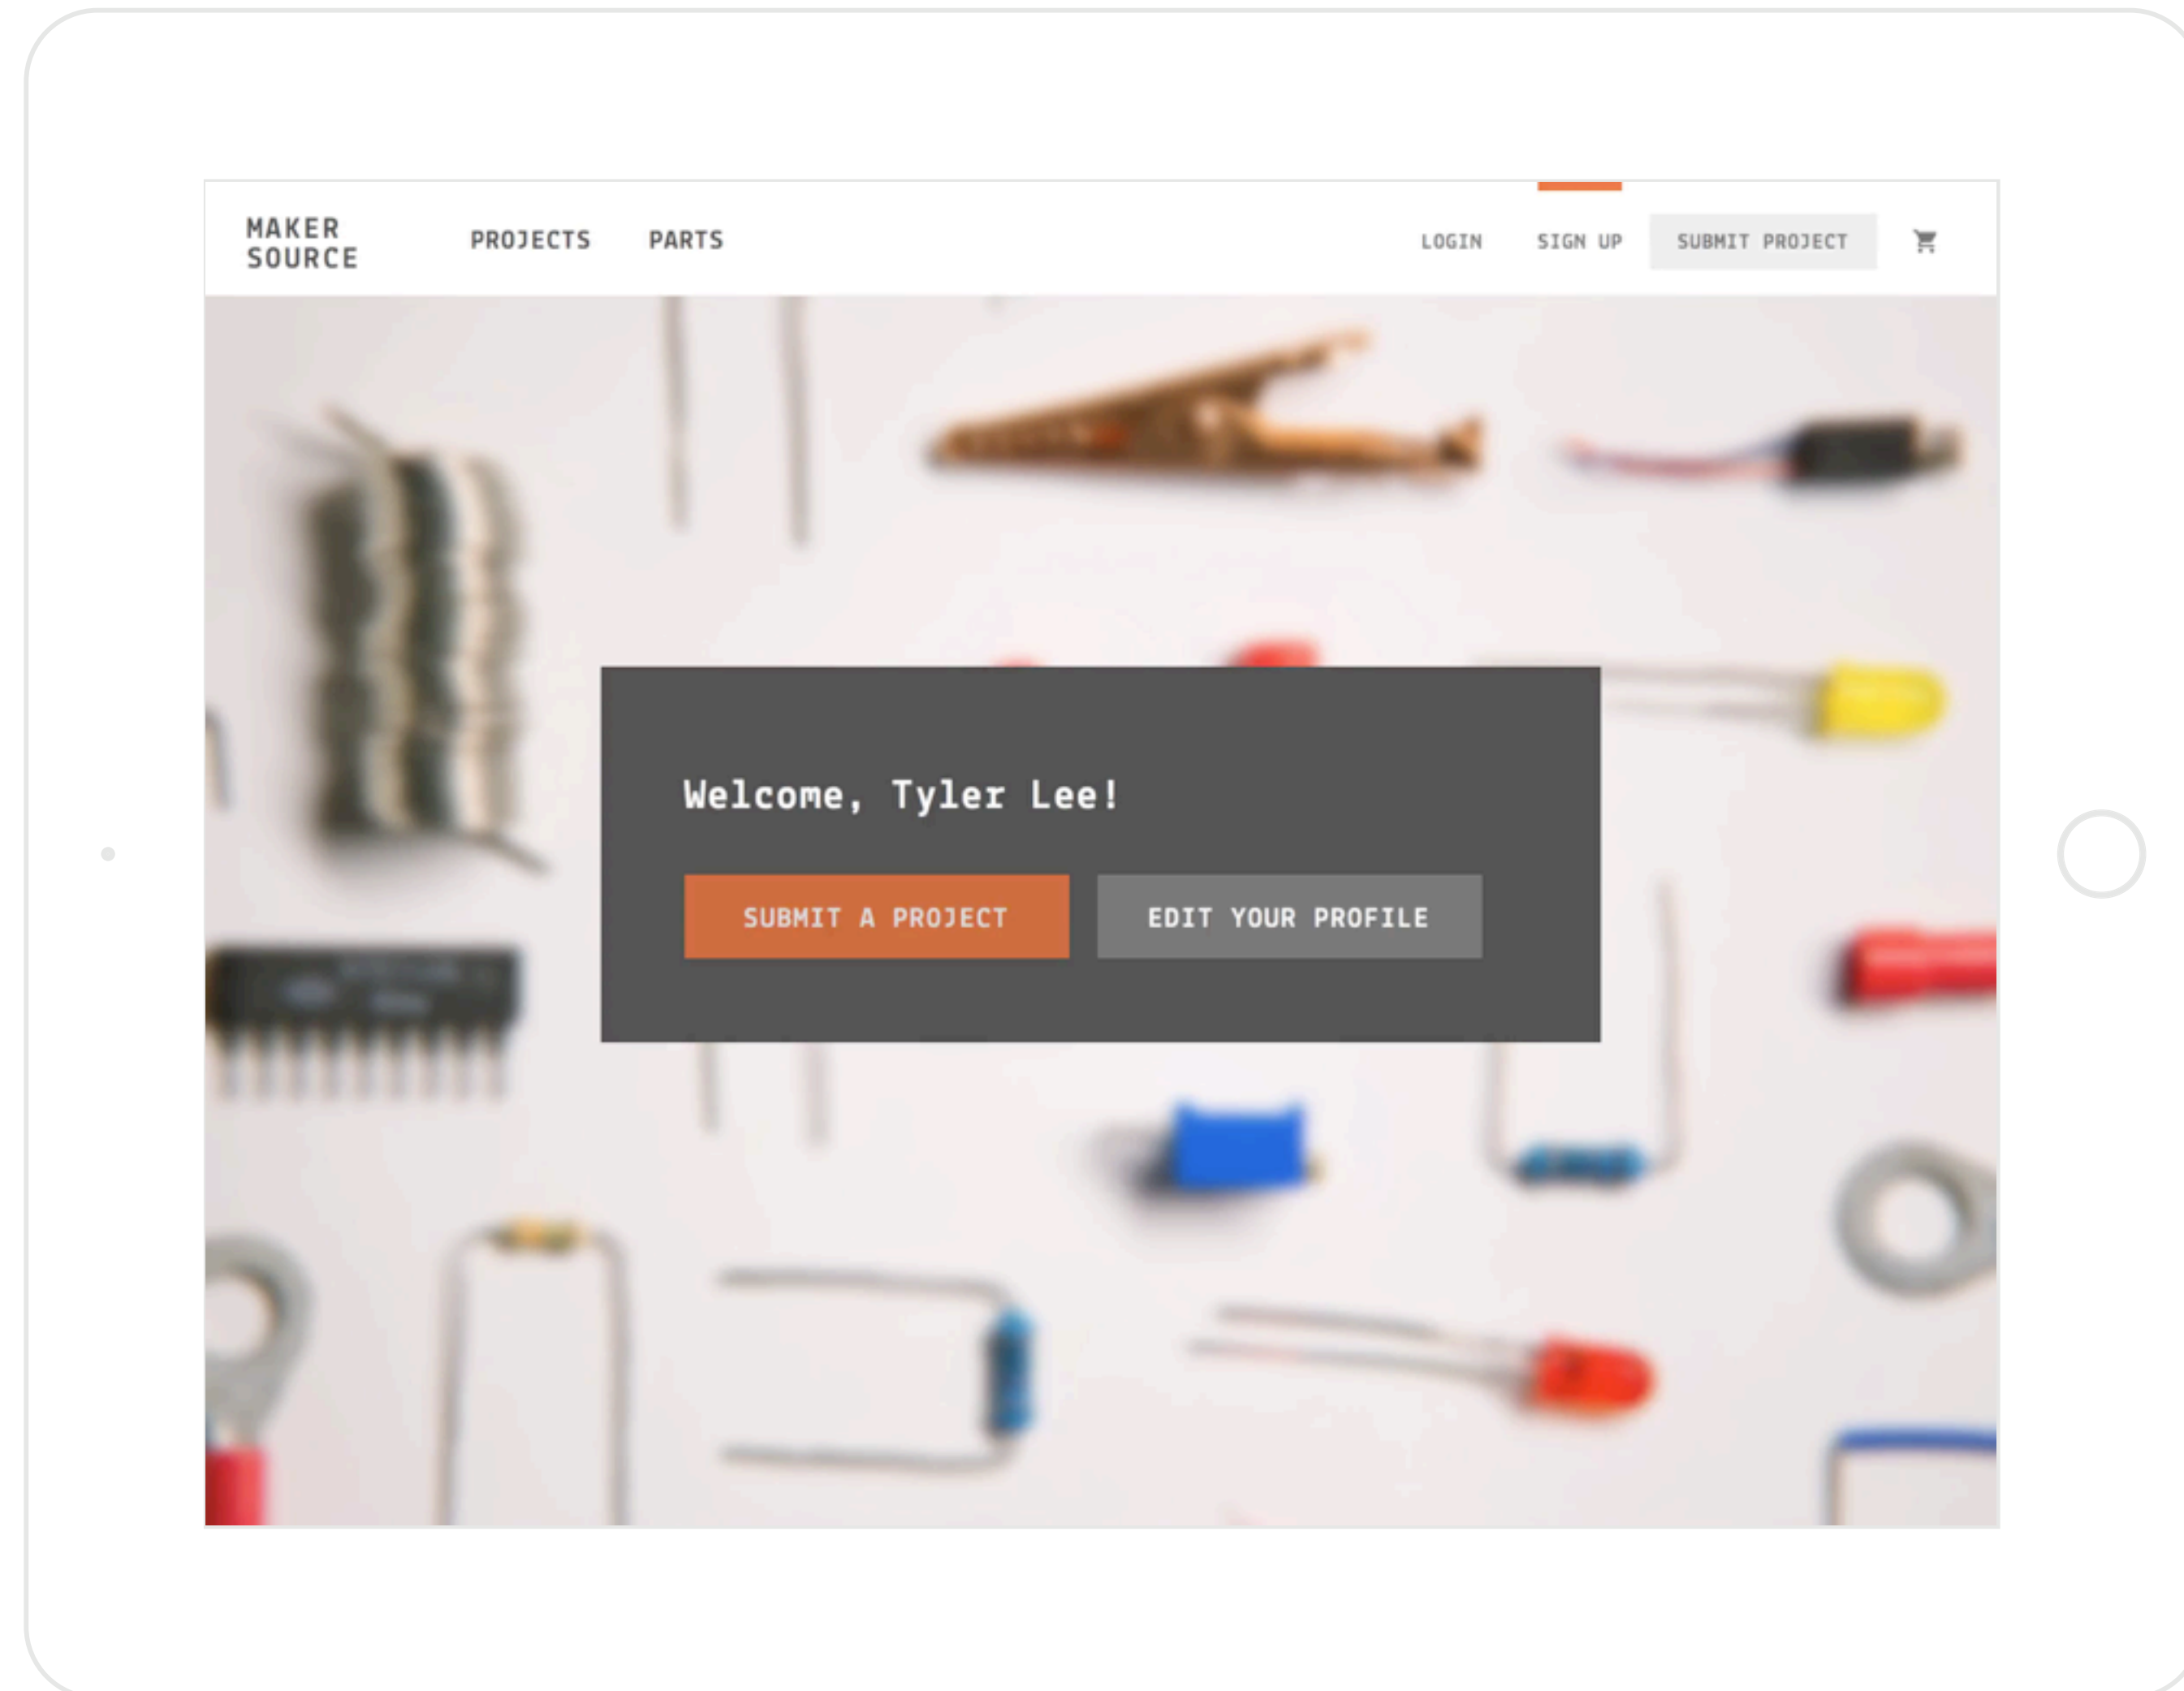 MAKER
SOURCE
PROJECTS
PARTS
LOGIN
SIGN UP
SUBMIT PROJECT
Welcome, Tyler Lee!
SUBMIT A PROJECT
EDIT YOUR PROFILE